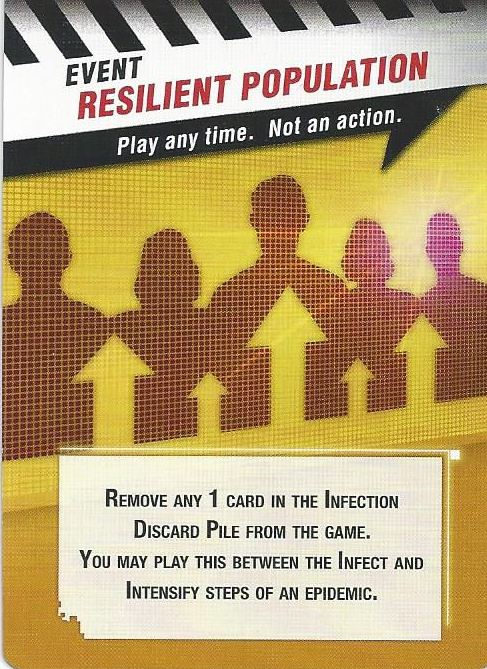 EVENT
RESILIENT POPULATION
Play any time. Not an action.
Remove any 1 card in the Infection
Discard Pile from the game.
You may play this between the Infect and
Intensify steps of an epidemic.